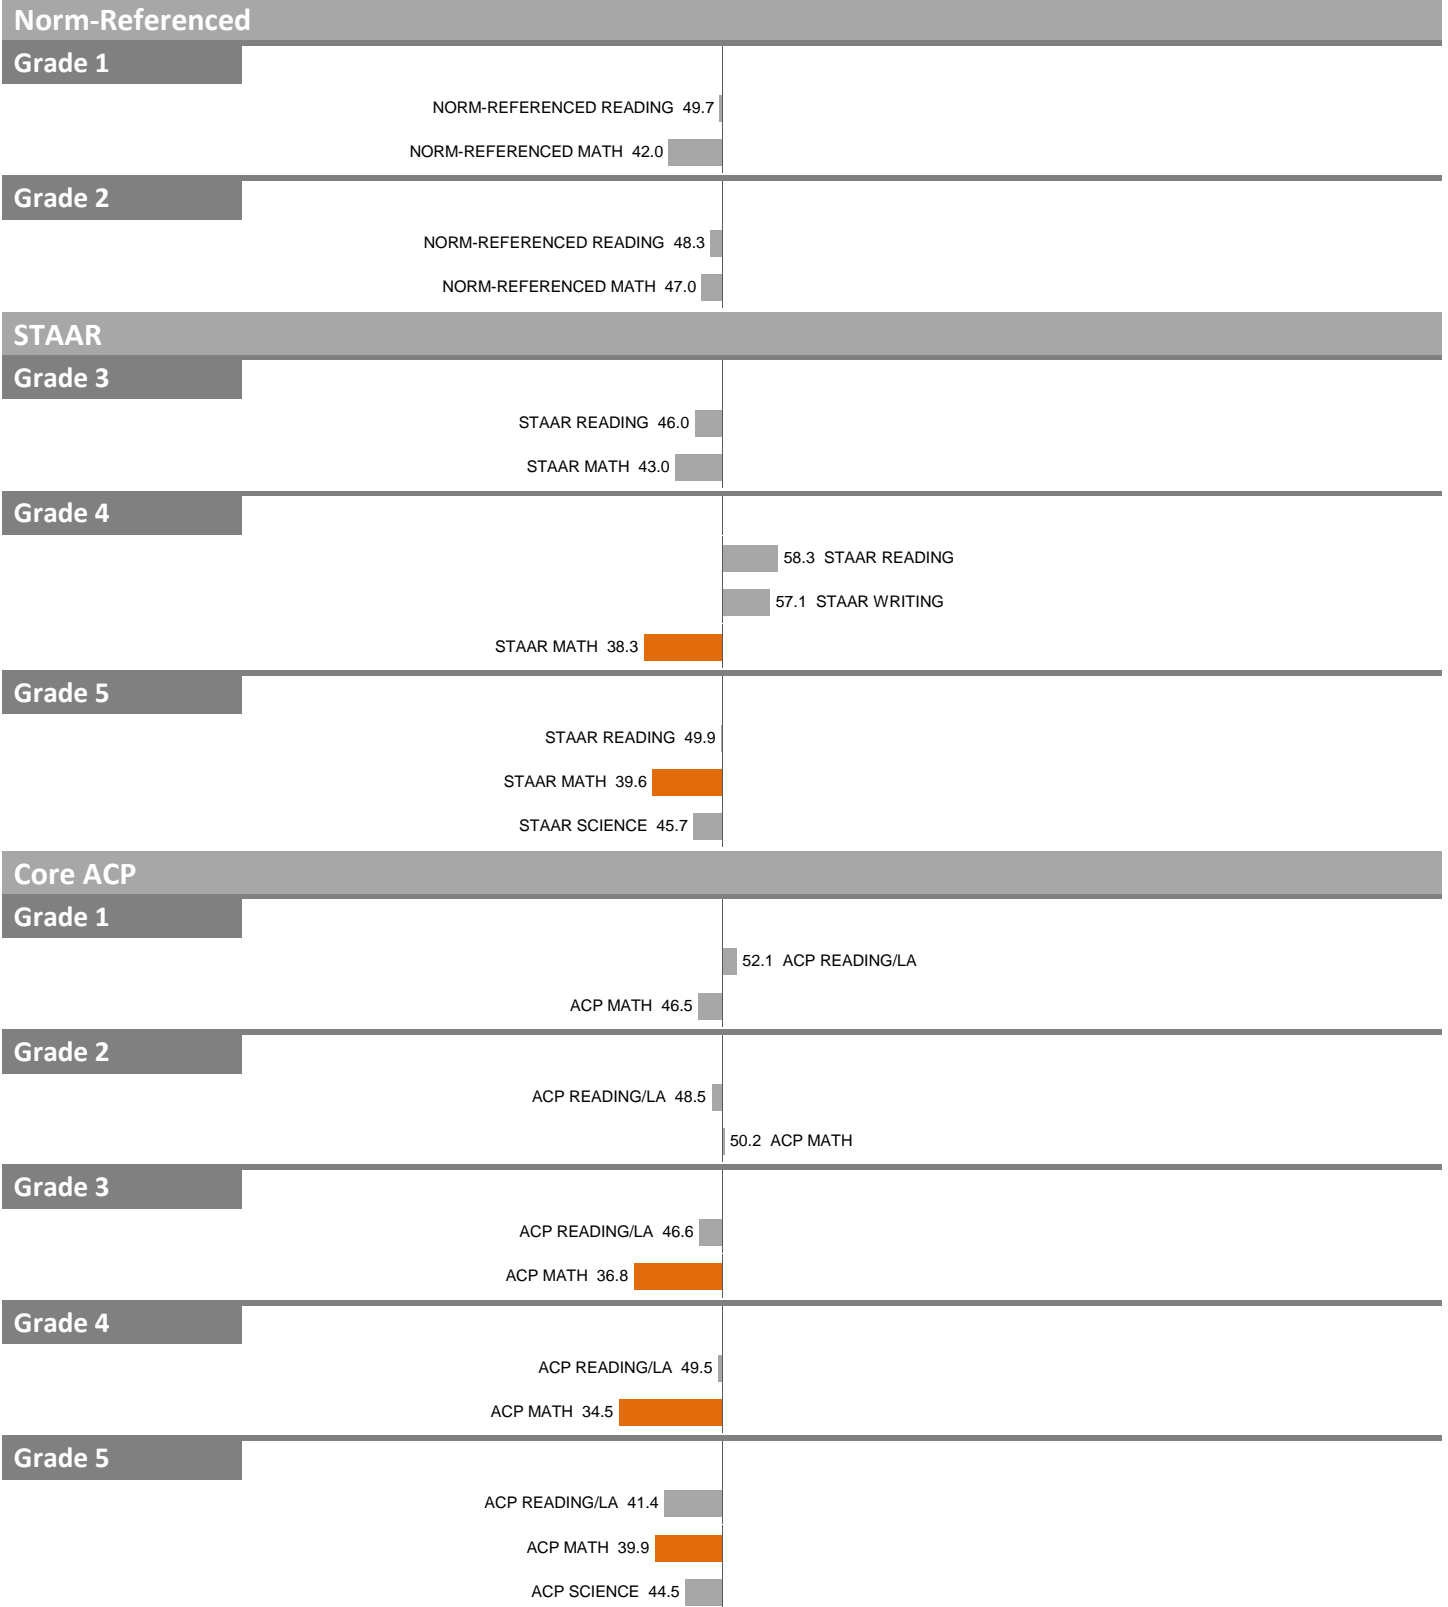 Norm-Referenced
Grade 1
NORM-REFERENCED READING 49.7
NORM-REFERENCED MATH 42.0
Grade 2
NORM-REFERENCED READING 48.3
NORM-REFERENCED MATH 47.0
STAAR
Grade 3
STAAR READING 46.0
STAAR MATH 43.0
Grade 4
58.3 STAAR READING
57.1 STAAR WRITING
STAAR MATH 38.3
Grade 5
STAAR READING 49.9
STAAR MATH 39.6
STAAR SCIENCE 45.7
Core ACP
Grade 1
52.1 ACP READING/LA
ACP MATH 46.5
Grade 2
ACP READING/LA 48.5
50.2 ACP MATH
Grade 3
ACP READING/LA 46.6
ACP MATH 36.8
Grade 4
ACP READING/LA 49.5
ACP MATH 34.5
Grade 5
ACP READING/LA 41.4
ACP MATH 39.9
ACP SCIENCE 44.5